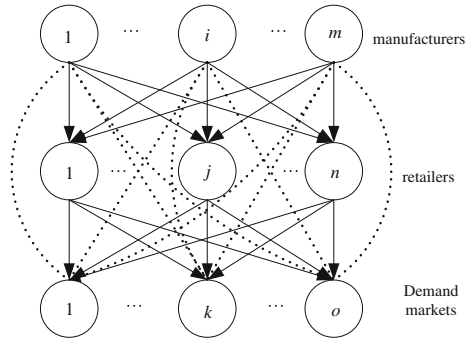 1 ... i ... m manufacturers
1 ... j ... n retailers
1 ... k ... o Demand markets